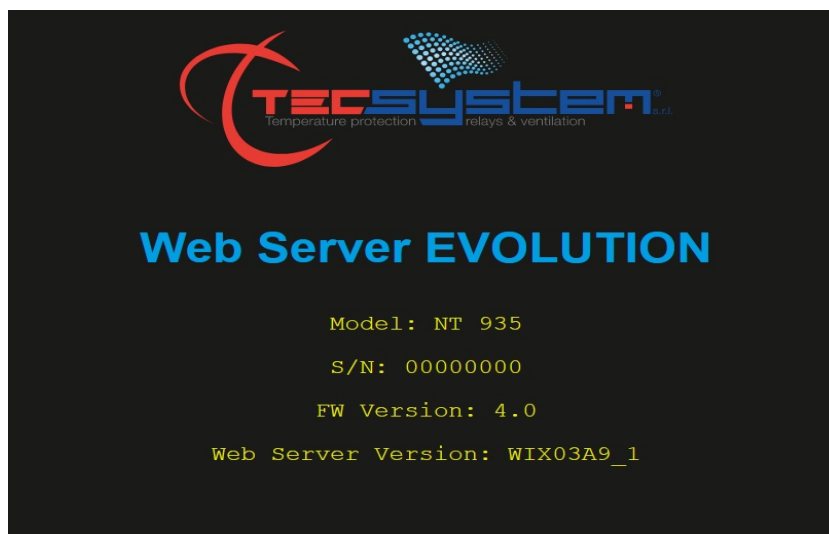 TECSYSTEM®
s.r.l.
Temperature protection relays & ventilation
Web Server EVOLUTION
Model: NT 935
S/N: 00000000
FW Version: 4.0
Web Server Version: WIX03A9_1